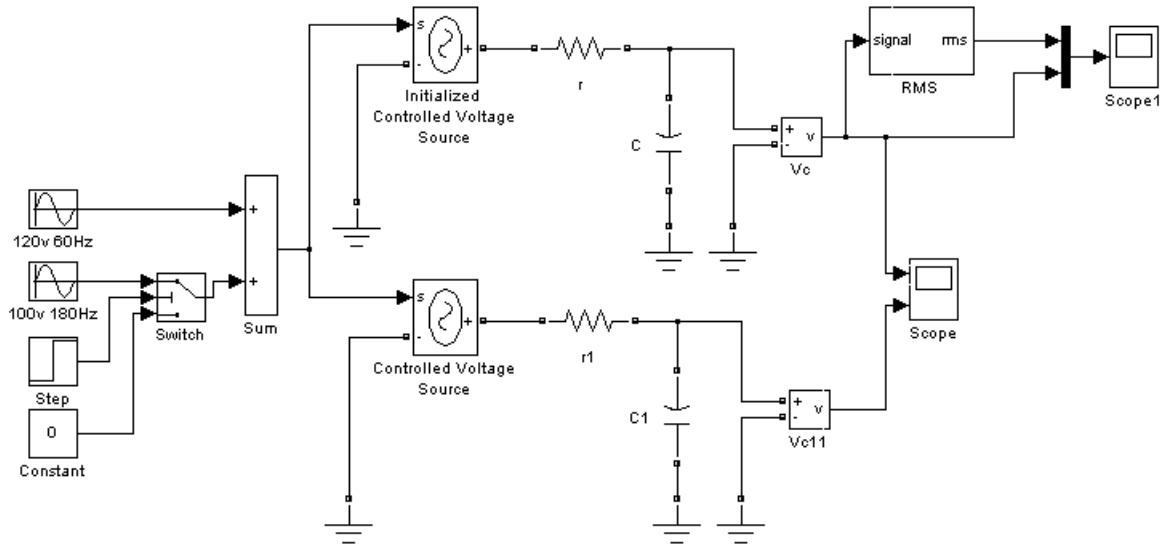 s
+
-
Initialized
Controlled Voltage
Source
r
C
+
-
v
Vc
signal
rms
RMS
Scope1
120v 60Hz
100v 180Hz
Switch
Step
0
Constant
+
+
Sum
s
+
-
Controlled Voltage
Source
r1
C1
+
-
v
Vc11
Scope